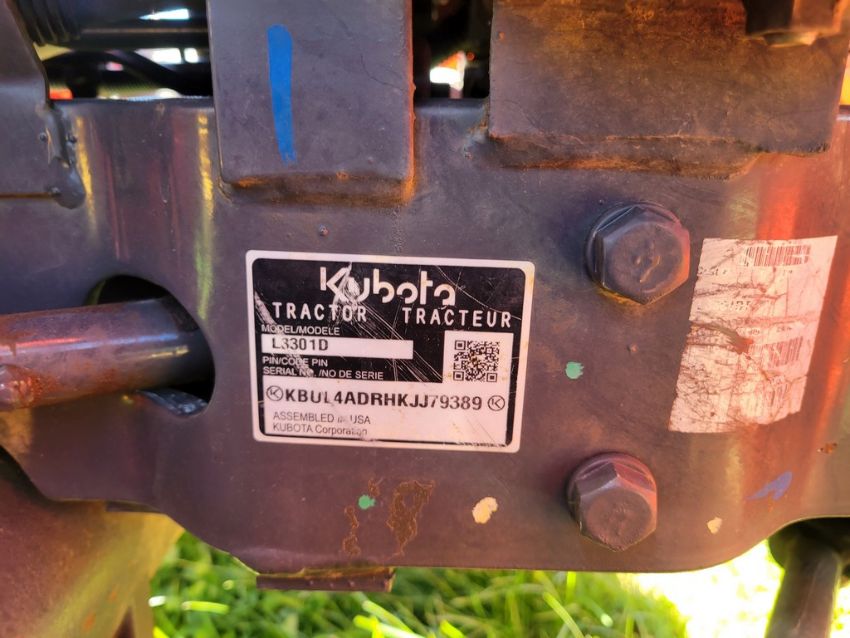 Kubota
TRACTOR TRACTEUR
MODEL/MODELE
L3301D
PIN/CODE PIN
SERIAL NO. /NO DE SERIE
KBUL4ADRHKJJ79389
ASSEMBLED IN USA
KUBOTA Corporation